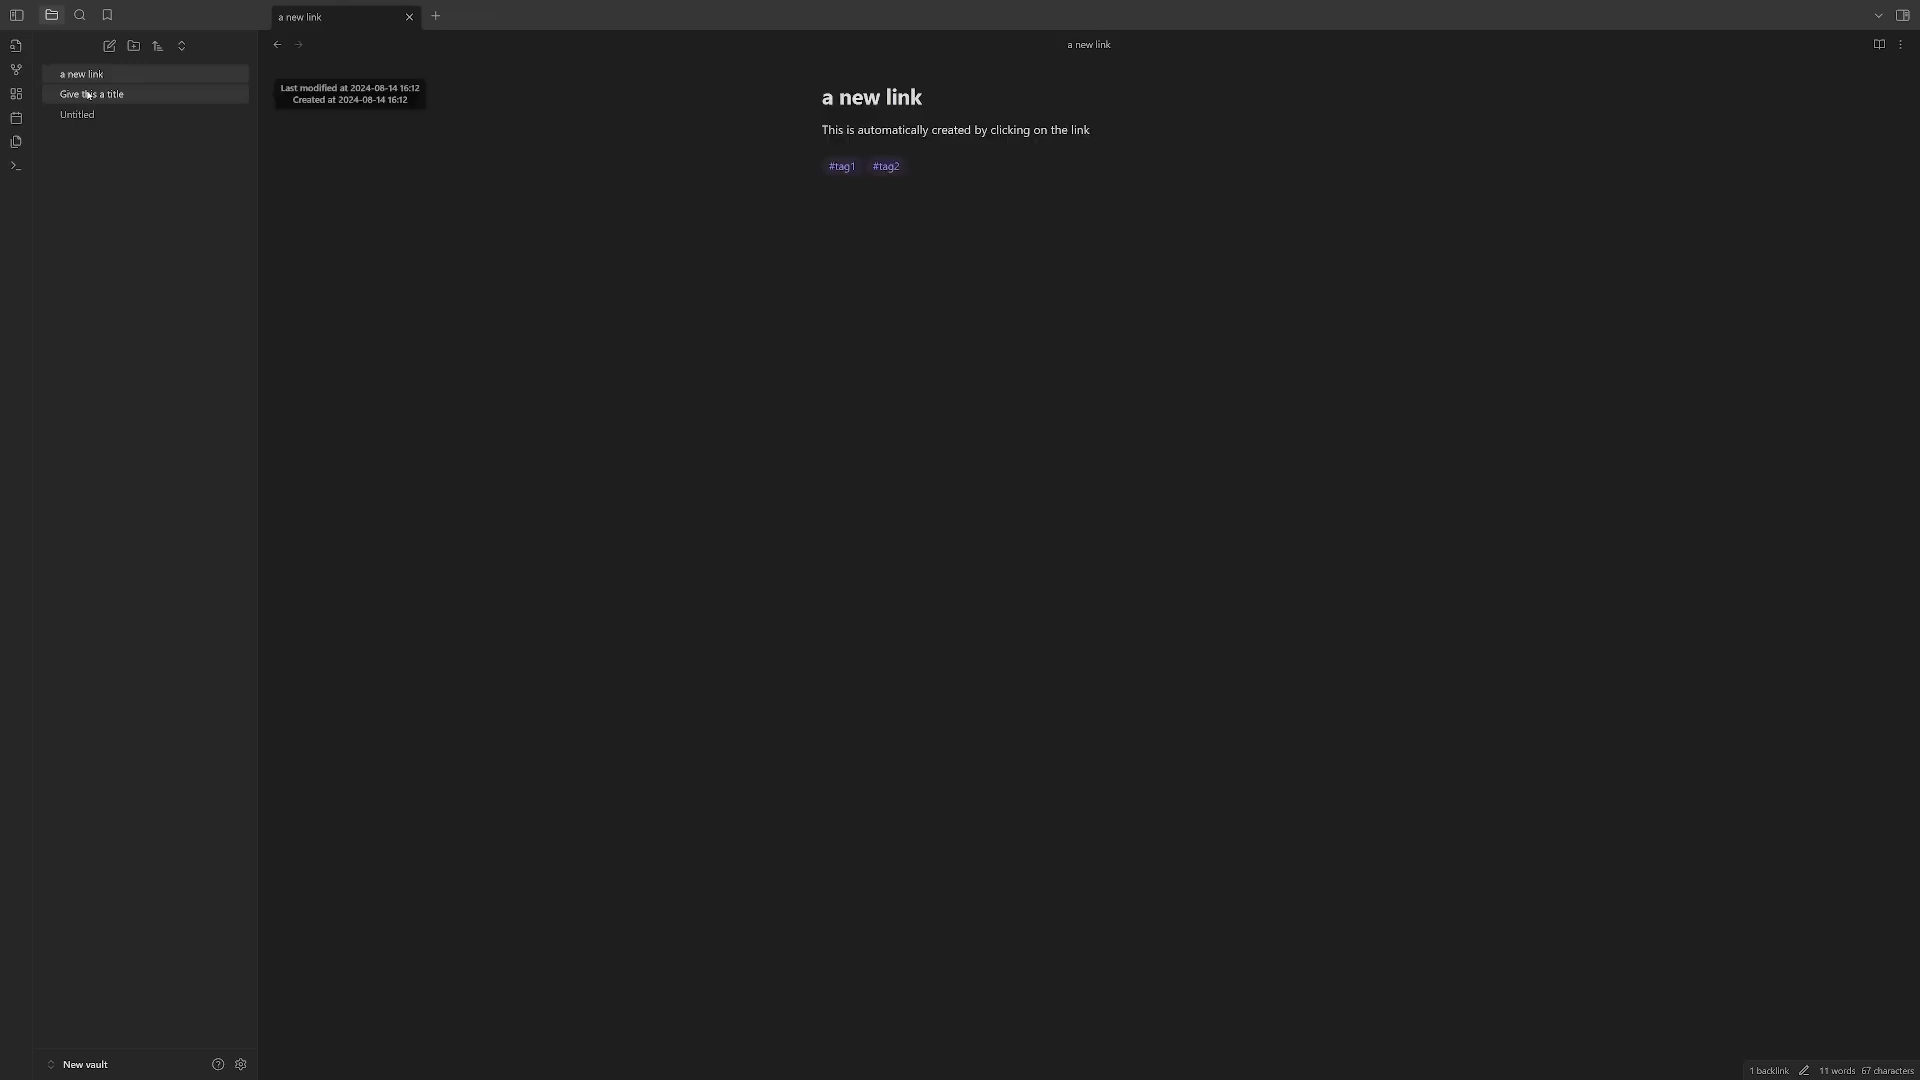 a new link
a new link
a new link
Give this a title
Untitled
Last modified at 2024-08-14 16:12
Created at 2024-08-14 16:12
a new link
This is automatically created by clicking on the link
#tag1 #tag2
New vault
1 backlink 11 words 67 characters